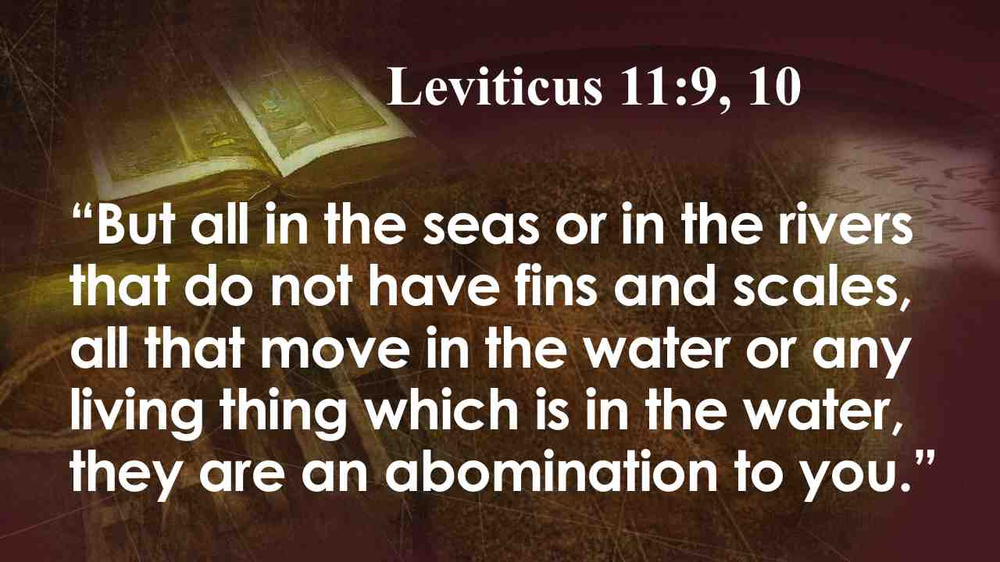 Leviticus 11:9, 10
“But all in the seas or in the rivers
that do not have fins and scales,
all that move in the water or any
living thing which is in the water,
they are an abomination to you.”